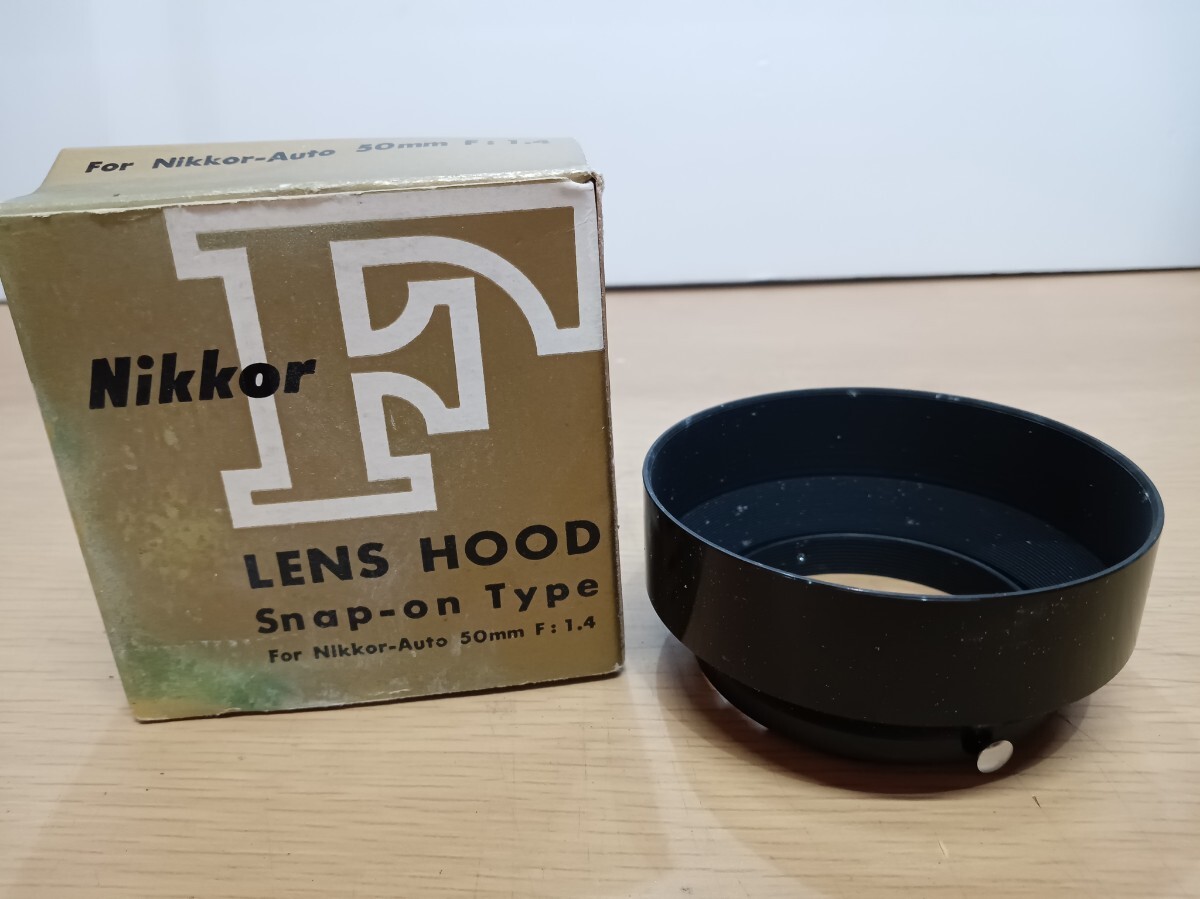 For Nikkor-Auto 50mm F:1.4
F
Nikkor
LENS HOOD
Snap-on Type
For Nikkor-Auto 50mm F:1.4